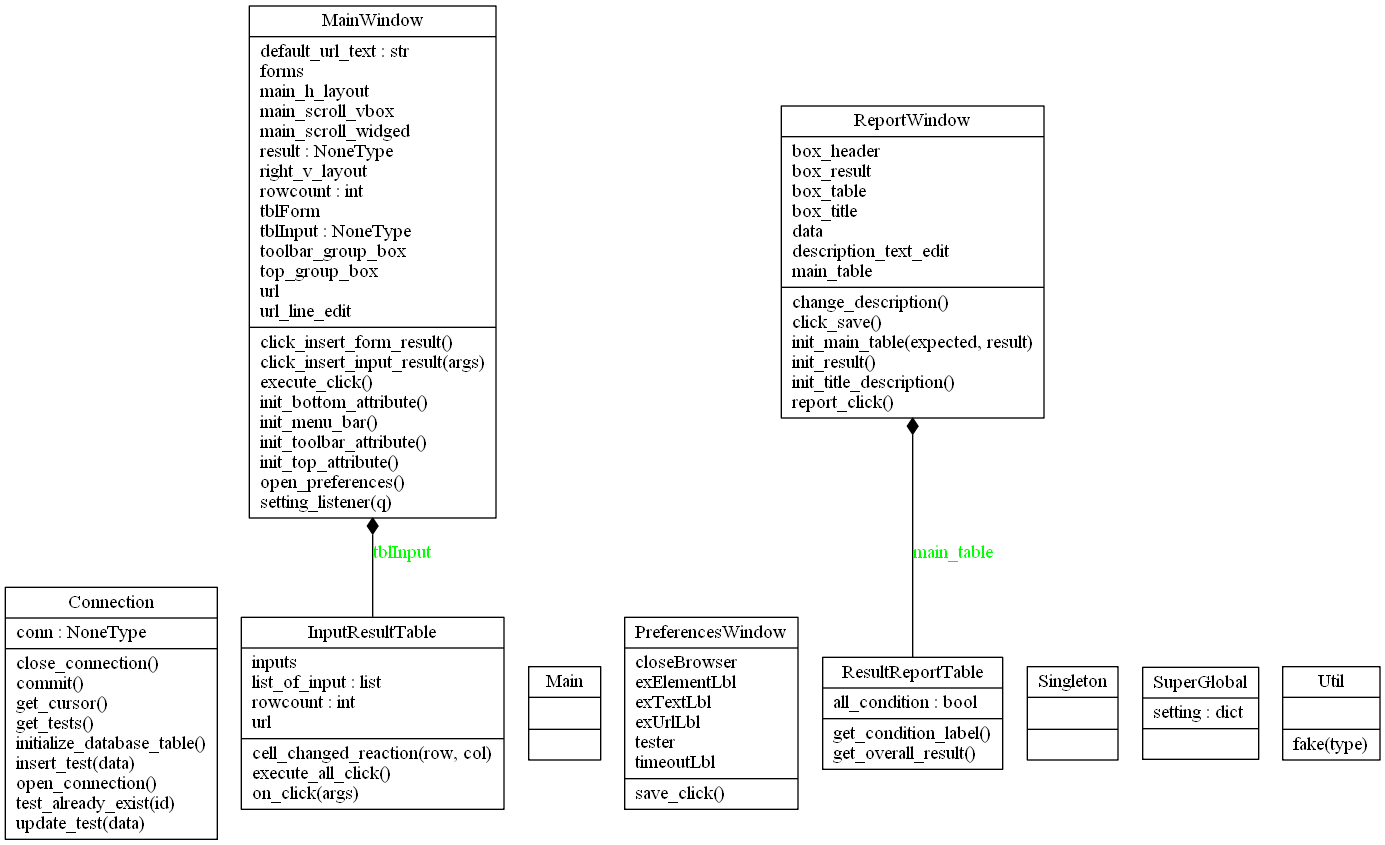 MainWindow
default_url_text : str
forms
main_h_layout
main_scroll_vbox
main_scroll_widged
result : NoneType
right_v_layout
rowcount : int
tblForm
tblInput : NoneType
toolbar_group_box
top_group_box
url
url_line_edit
click_insert_form_result()
click_insert_input_result(args)
execute_click()
init_bottom_attribute()
init_menu_bar()
init_toolbar_attribute()
init_top_attribute()
open_preferences()
setting_listener(q)
ReportWindow
box_header
box_result
box_table
box_title
data
description_text_edit
main_table
change_description()
click_save()
init_main_table(expected, result)
init_result()
init_title_description()
report_click()
tblInput
main_table
Connection
conn : NoneType
close_connection()
commit()
get_cursor()
get_tests()
initialize_database_table()
insert_test(data)
open_connection()
test_already_exist(id)
update_test(data)
InputResultTable
inputs
list_of_input : list
rowcount : int
url
cell_changed_reaction(row, col)
execute_all_click()
on_click(args)
Main
PreferencesWindow
closeBrowser
exElementLbl
exTextLbl
exUrlLbl
tester
timeoutLbl
save_click()
ResultReportTable
all_condition : bool
get_condition_label()
get_overall_result()
Singleton
SuperGlobal
setting : dict
Util
fake(type)